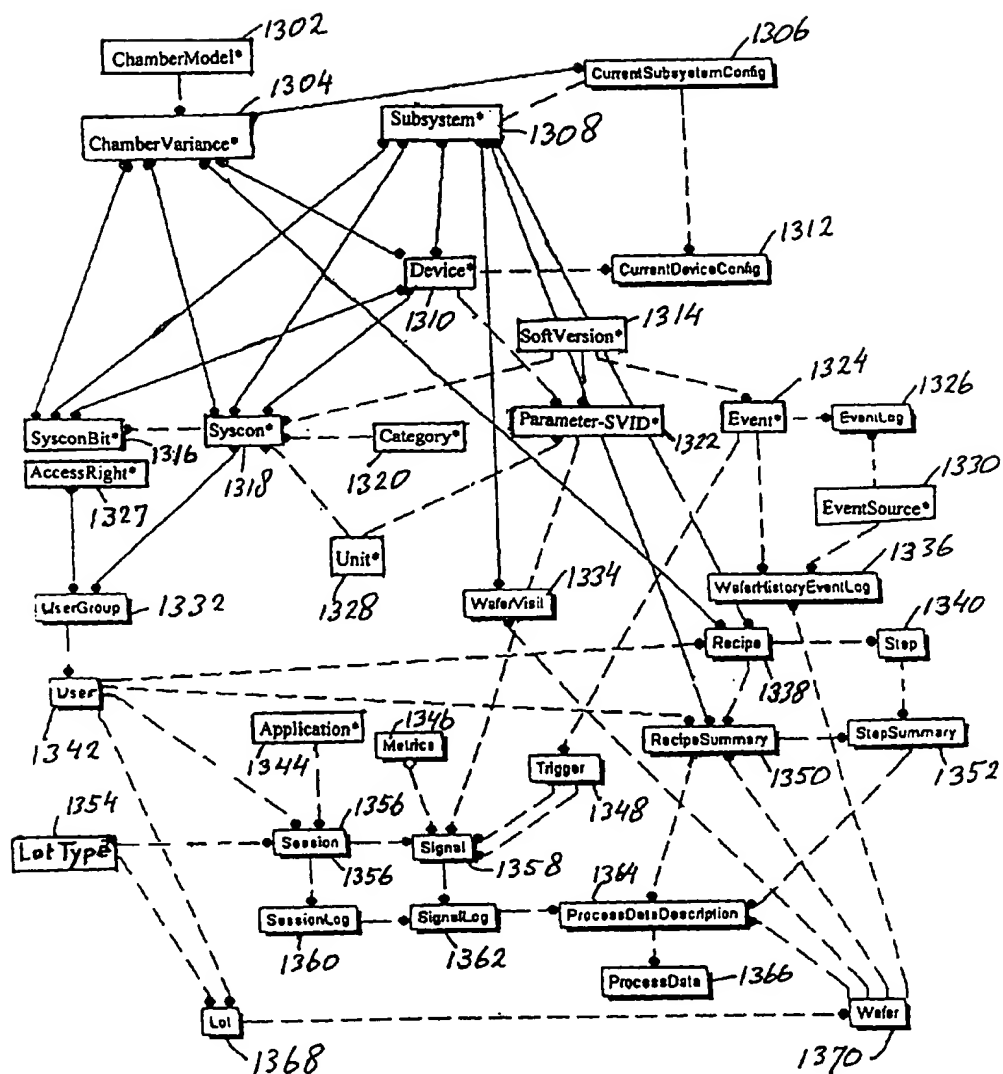 1302
ChamberModel*
1306
CurrentSubsystemConfig
1304
ChamberVariance*
Subsystem*
1308
1312
Device*
CurrentDeviceConfig
1310
1314
SoftVersion*
1324
1326
SysconBit*
1316
Syscon*
1318
Category*
1320
Parameter-SVID*
1322
Event*
EventLog
AccessRight*
1327
1330
EventSource*
Unit*
1328
1334
1336
UserGroup
1332
WaferVisit
WaferHistoryEventLog
1340
Recipe
1338
Step
User
1342
Application*
1344
1346
Metrics
Trigger
1348
RecipeSummary
1350
StepSummary
1352
1354
LotType
1356
Session
1356
Signal
1358
1364
SessionLog
1360
SignalLog
1362
ProcessDataDescription
ProcessData
1366
Lot
1368
Wafer
1370